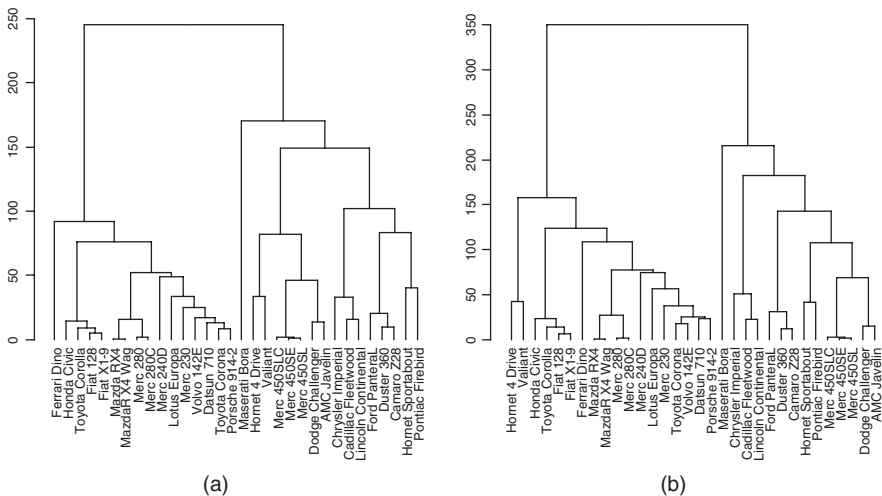 250
200
150
100
50
0
Ferrari Dino
Honda Civic
Toyota Corolla
Fiat 128
Fiat X1-9
Mazda RX4
MazdaR X4 Wag
Merc 280
Merc 280C
Merc 240D
Lotus Europa
Merc 230
Volvo 142E
Datsun 710
Toyota Corona
Porsche 914-2
Maserati Bora
Hornet 4 Drive
Valiant
Merc 450SLC
Merc 450SE
Merc 450SL
Dodge Challenger
AMC Javelin
Chrysler Imperial
Cadillac Fleetwood
Lincoln Continental
Ford PanteraL
Duster 360
Camaro Z28
Hornet Sportabout
Pontiac Firebird
(a)
350
300
250
200
150
100
50
0
Hornet 4 Drive
Valiant
Honda Civic
Toyota Corolla
Fiat 128
Fiat X1-9
Ferrari Dino
Mazda RX4
MazdaR X4 Wag
Merc 280
Merc 280C
Merc 240D
Lotus Europa
Merc 230
Toyota Corona
Volvo 142E
Datsun 710
Porsche 914-2
Maserati Bora
Chrysler Imperial
Cadillac Fleetwood
Lincoln Continental
Ford PanteraL
Duster 360
Camaro Z28
Hornet Sportabout
Pontiac Firebird
Merc 450SLC
Merc 450SE
Merc 450SL
Dodge Challenger
AMC Javelin
(b)